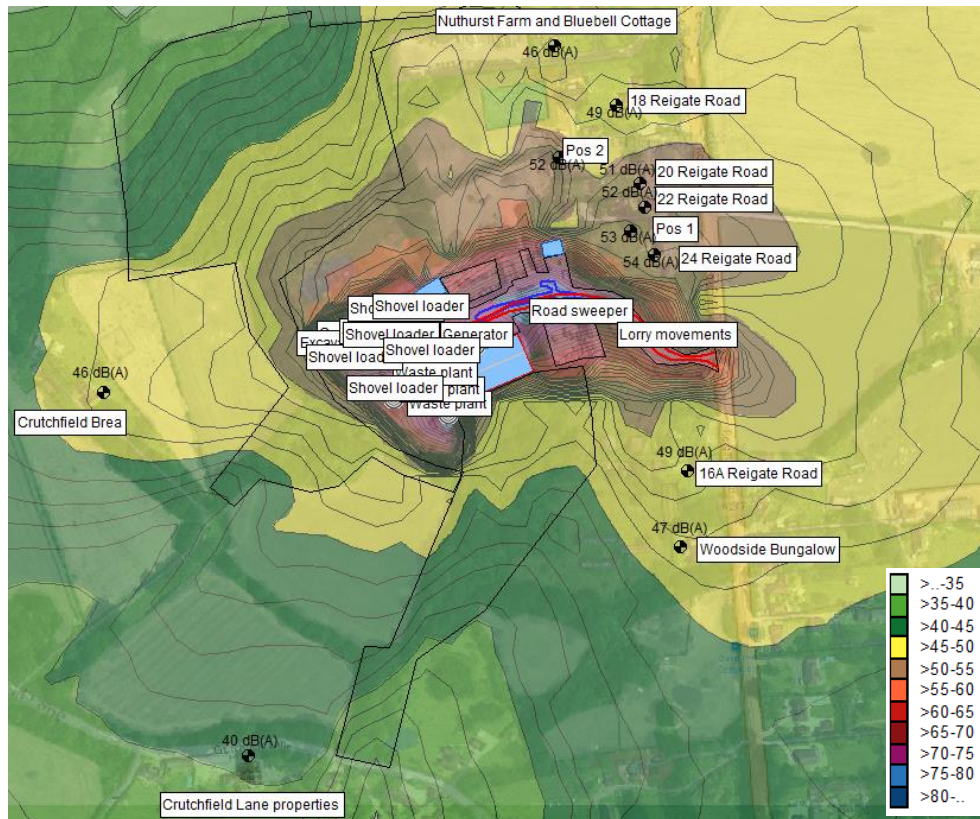 Nuthurst Farm and Bluebell Cottage
46 dB(A)
18 Reigate Road
49 dB(A)
Pos 2
52 dB(A)
51 dB(A)
20 Reigate Road
52 dB(A)
22 Reigate Road
Pos 1
53 dB(A)
24 Reigate Road
54 dB(A)
Shovel loader
Road sweeper
Shovel loader
Generator
Lorry movements
Shovel loader
Waste plant
plant
Shovel loader
Waste plant
46 dB(A)
Crutchfield Brea
49 dB(A)
16A Reigate Road
47 dB(A)
Woodside Bungalow
40 dB(A)
Crutchfield Lane properties
>..-35
>35-40
>40-45
>45-50
>50-55
>55-60
>60-65
>65-70
>70-75
>75-80
>80-..